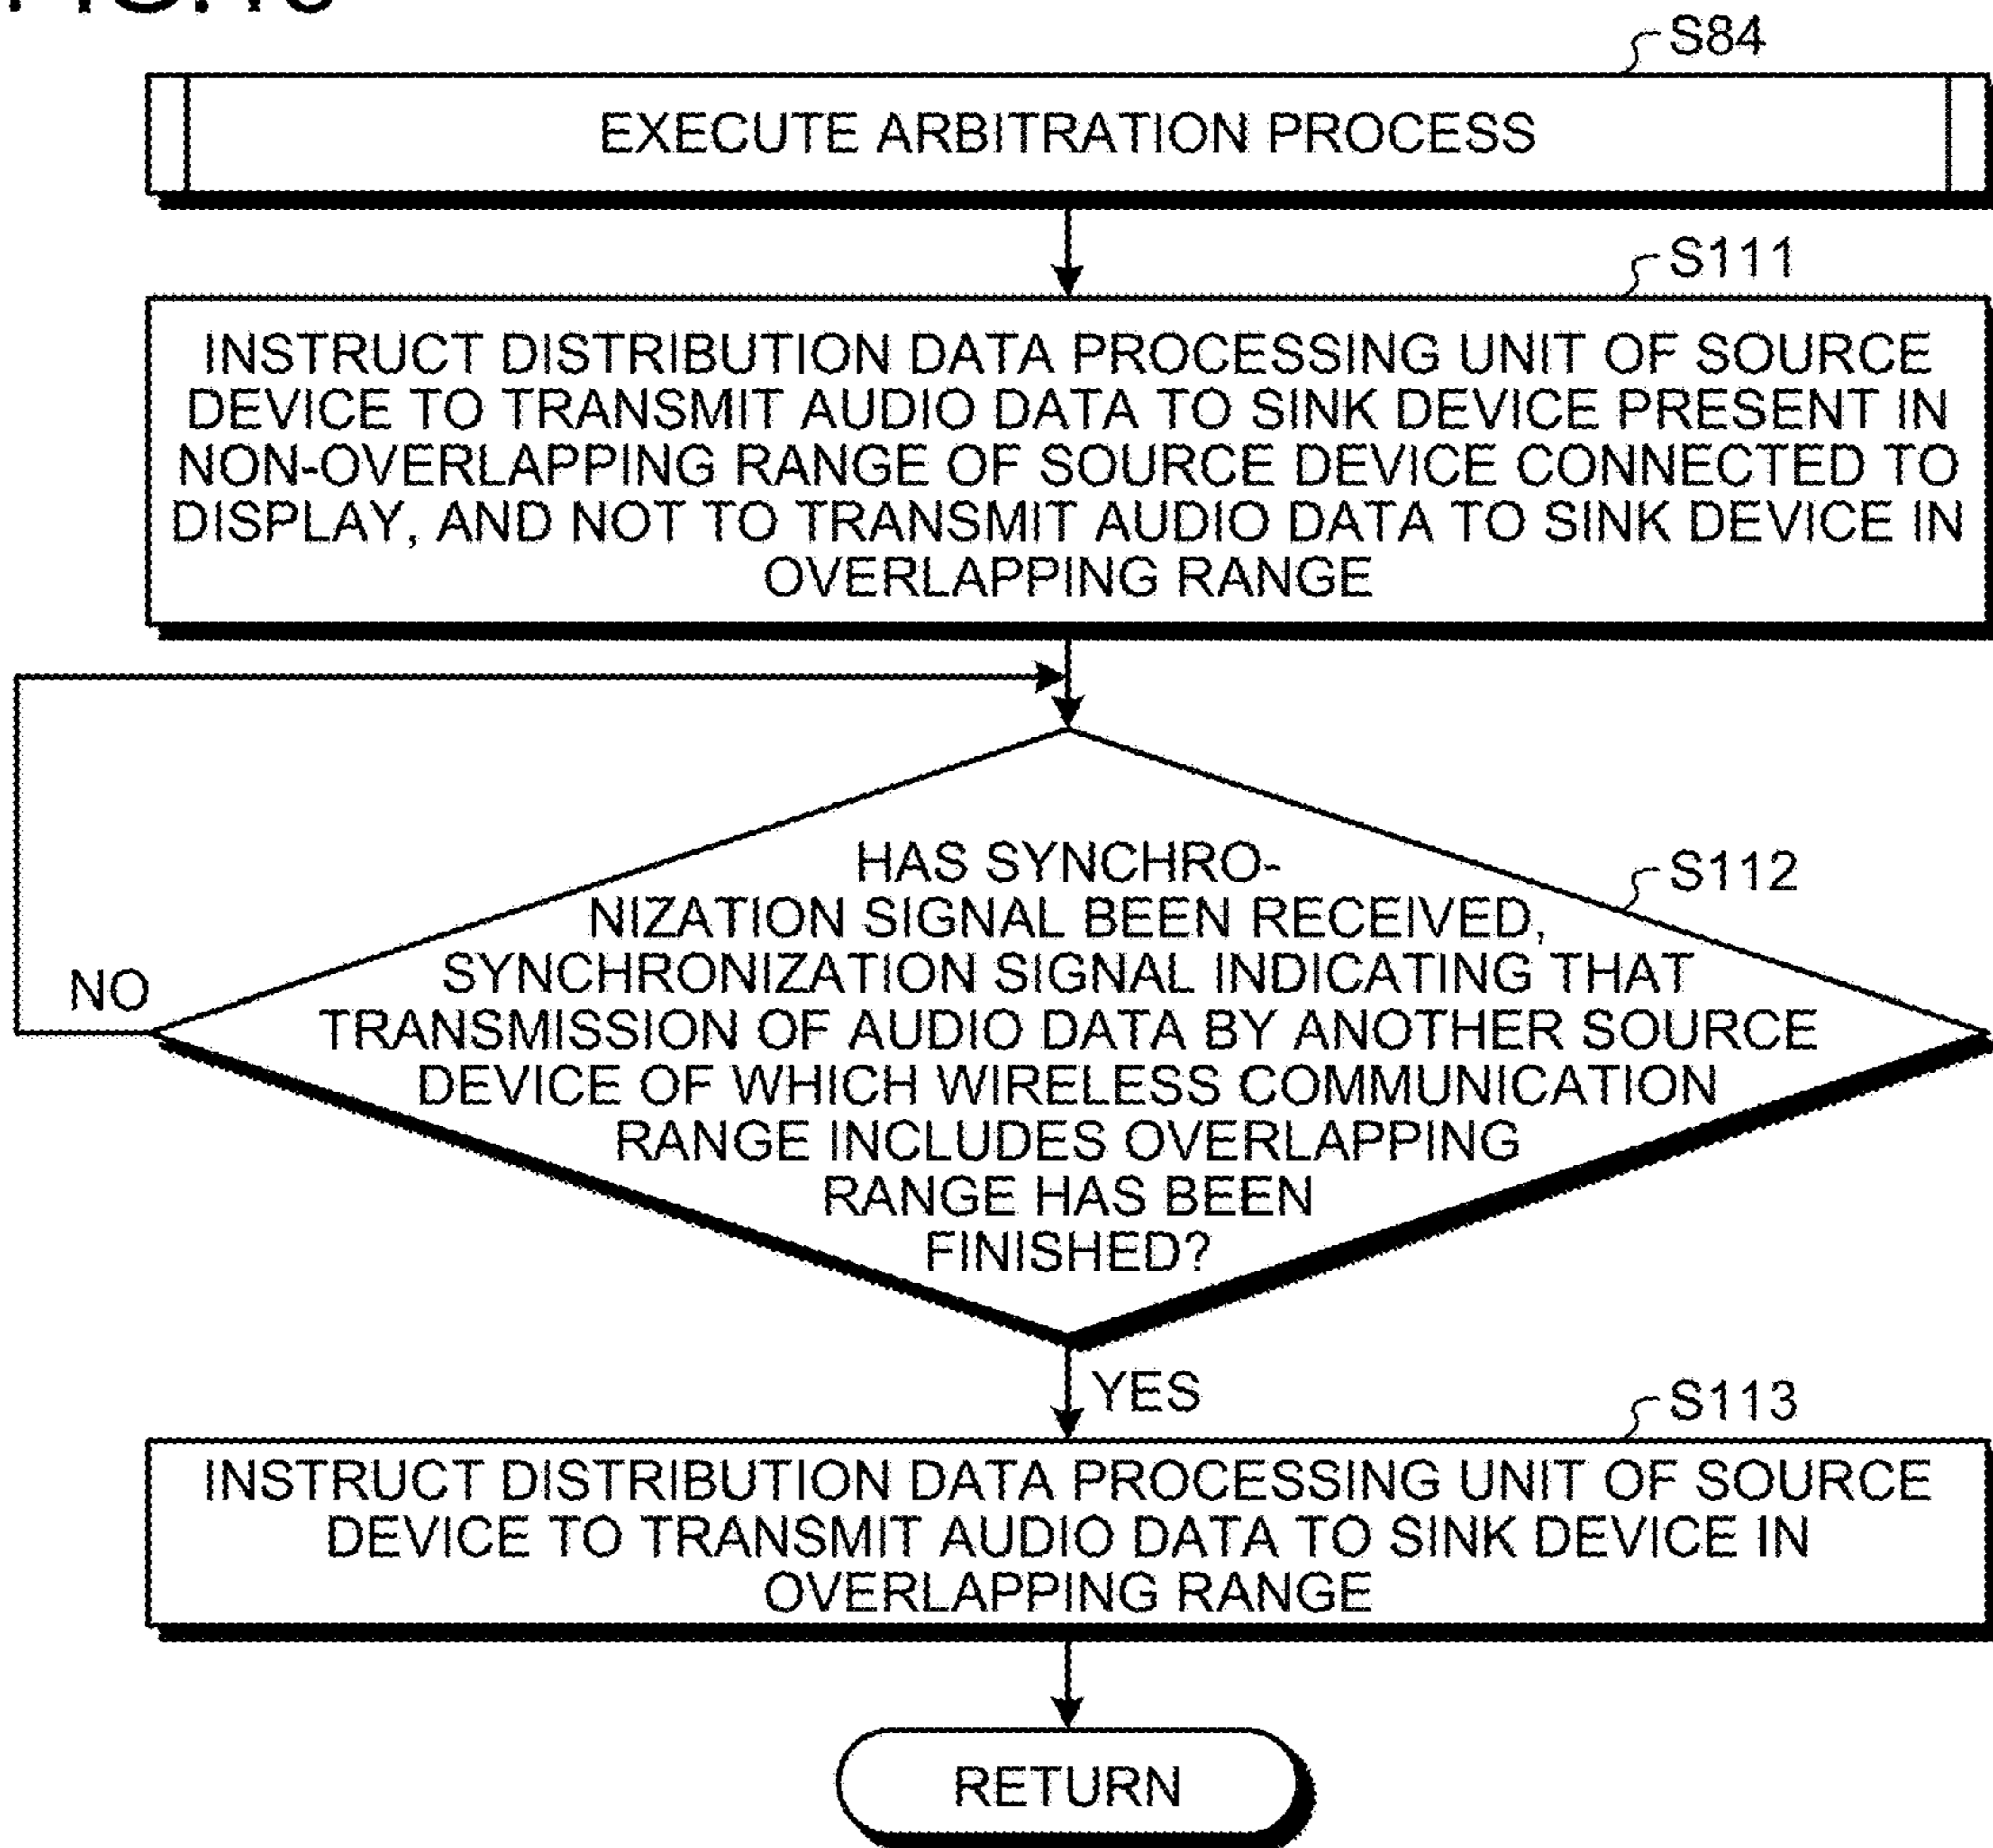 S84
EXECUTE ARBITRATION PROCESS
S111
INSTRUCT DISTRIBUTION DATA PROCESSING UNIT OF SOURCE
DEVICE TO TRANSMIT AUDIO DATA TO SINK DEVICE PRESENT IN
NON-OVERLAPPING RANGE OF SOURCE DEVICE CONNECTED TO
DISPLAY, AND NOT TO TRANSMIT AUDIO DATA TO SINK DEVICE IN
OVERLAPPING RANGE
S112
HAS SYNCHRO-
NIZATION SIGNAL BEEN RECEIVED,
SYNCHRONIZATION SIGNAL INDICATING THAT
TRANSMISSION OF AUDIO DATA BY ANOTHER SOURCE
DEVICE OF WHICH WIRELESS COMMUNICATION
RANGE INCLUDES OVERLAPPING
RANGE HAS BEEN
FINISHED?
NO
YES
S113
INSTRUCT DISTRIBUTION DATA PROCESSING UNIT OF SOURCE
DEVICE TO TRANSMIT AUDIO DATA TO SINK DEVICE IN
OVERLAPPING RANGE
RETURN